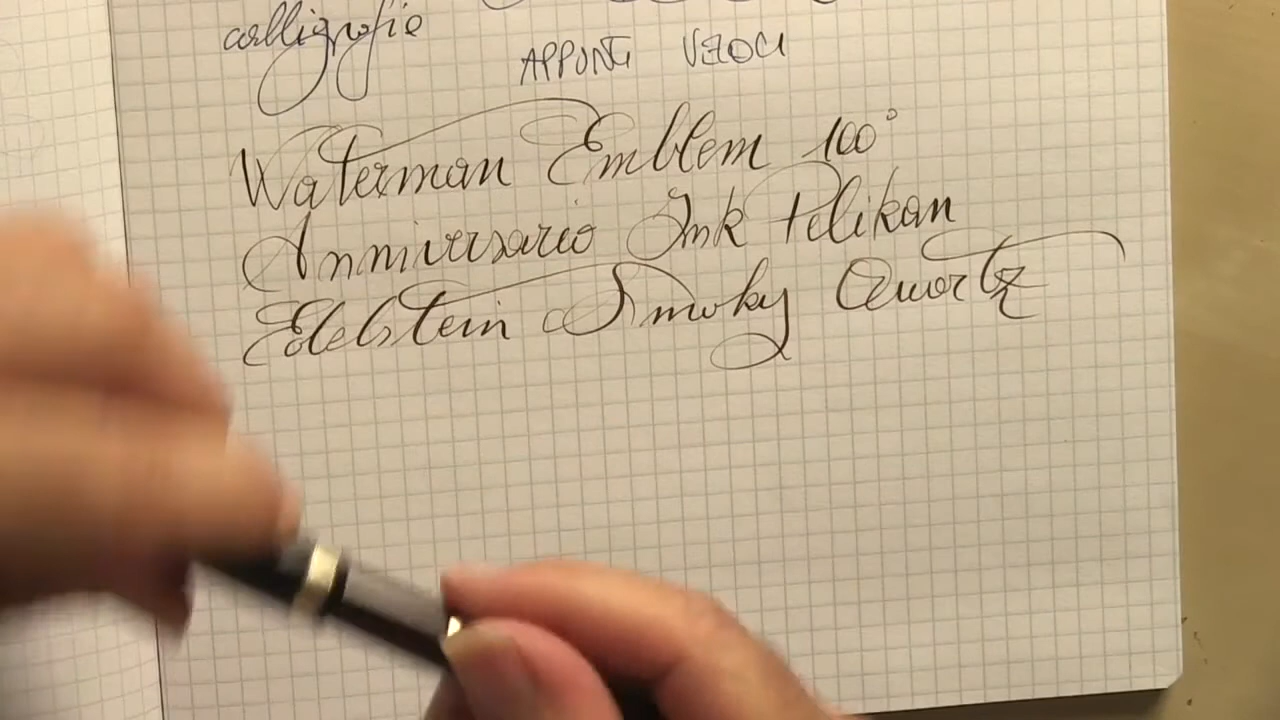 calligrafie
APPUNTI VELOCI
Waterman Emblem 100°
Anniversario Ink Pelikan
Edelstein Smoky Quartz